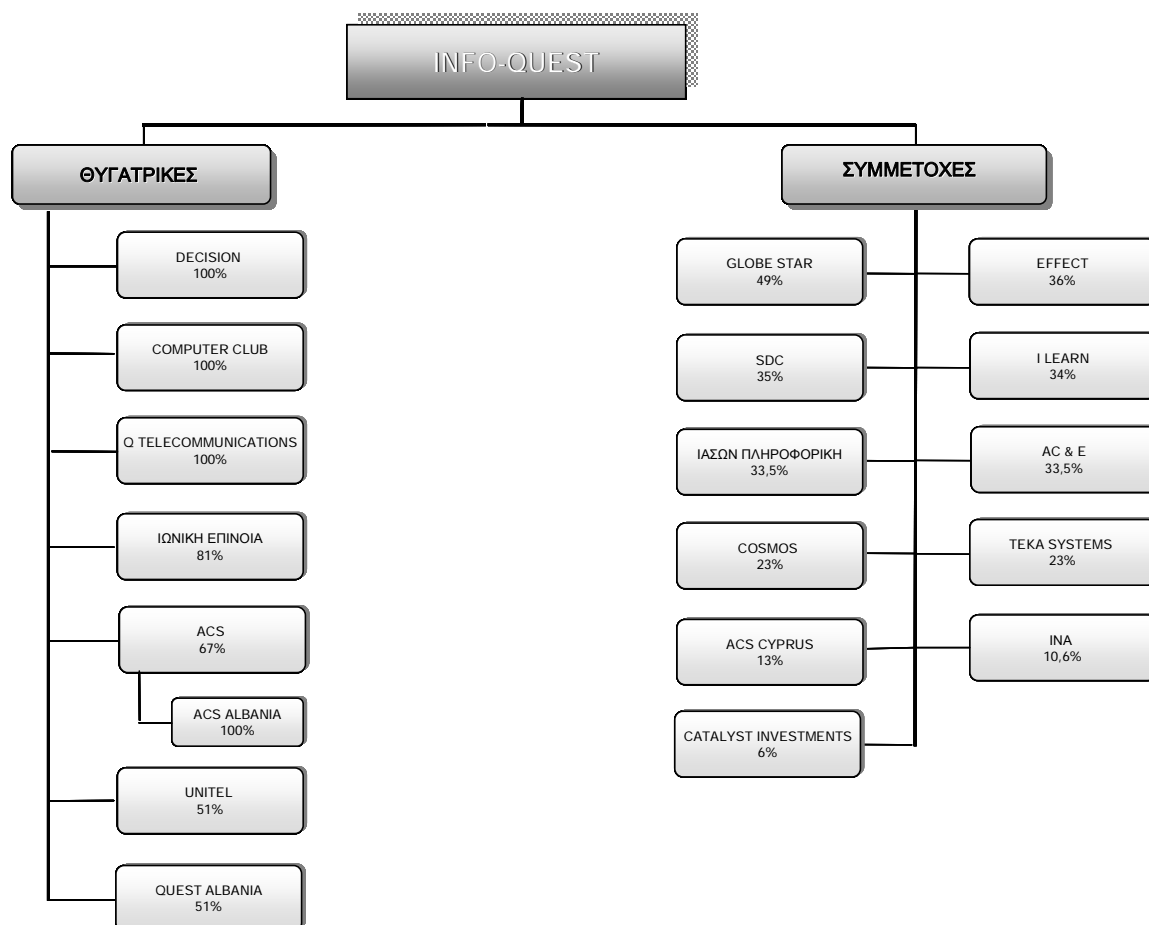 INFO-QUEST
ΘΥΓΑΤΡΙΚΕΣ
DECISION
100%
COMPUTER CLUB
100%
Q TELECOMMUNICATIONS
100%
ΙΩΝΙΚΗ ΕΠΙΝΟΙΑ
81%
ACS
67%
ACS ALBANIA
100%
UNITEL
51%
QUEST ALBANIA
51%
ΣΥΜΜΕΤΟΧΕΣ
GLOBE STAR
49%
EFFECT
36%
SDC
35%
I LEARN
34%
ΙΑΣΩΝ ΠΛΗΡΟΦΟΡΙΚΗ
33,5%
AC & E
33,5%
COSMOS
23%
TEKA SYSTEMS
23%
ACS CYPRUS
13%
INA
10,6%
CATALYST INVESTMENTS
6%